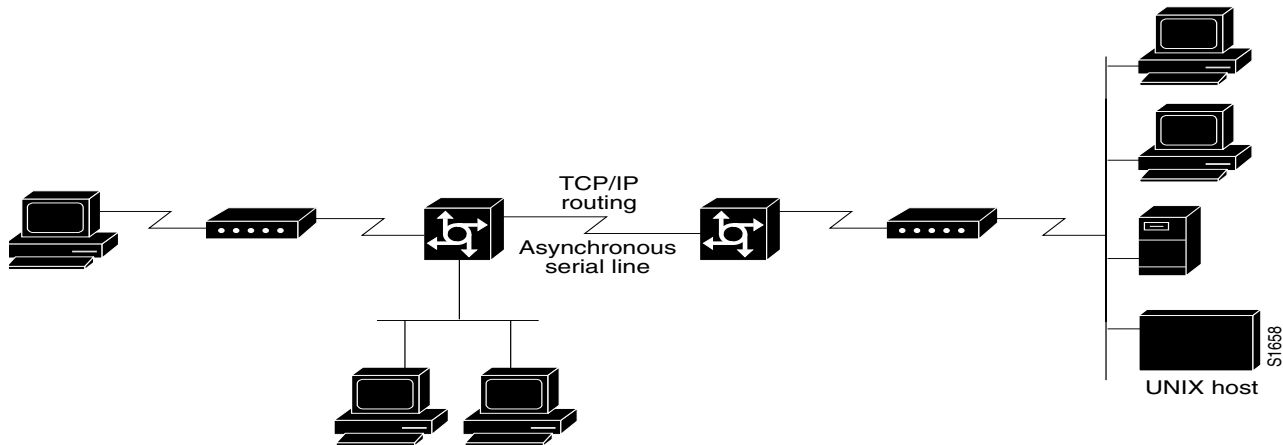 TCP/IP
routing
Asynchronous
serial line
UNIX host
S1658